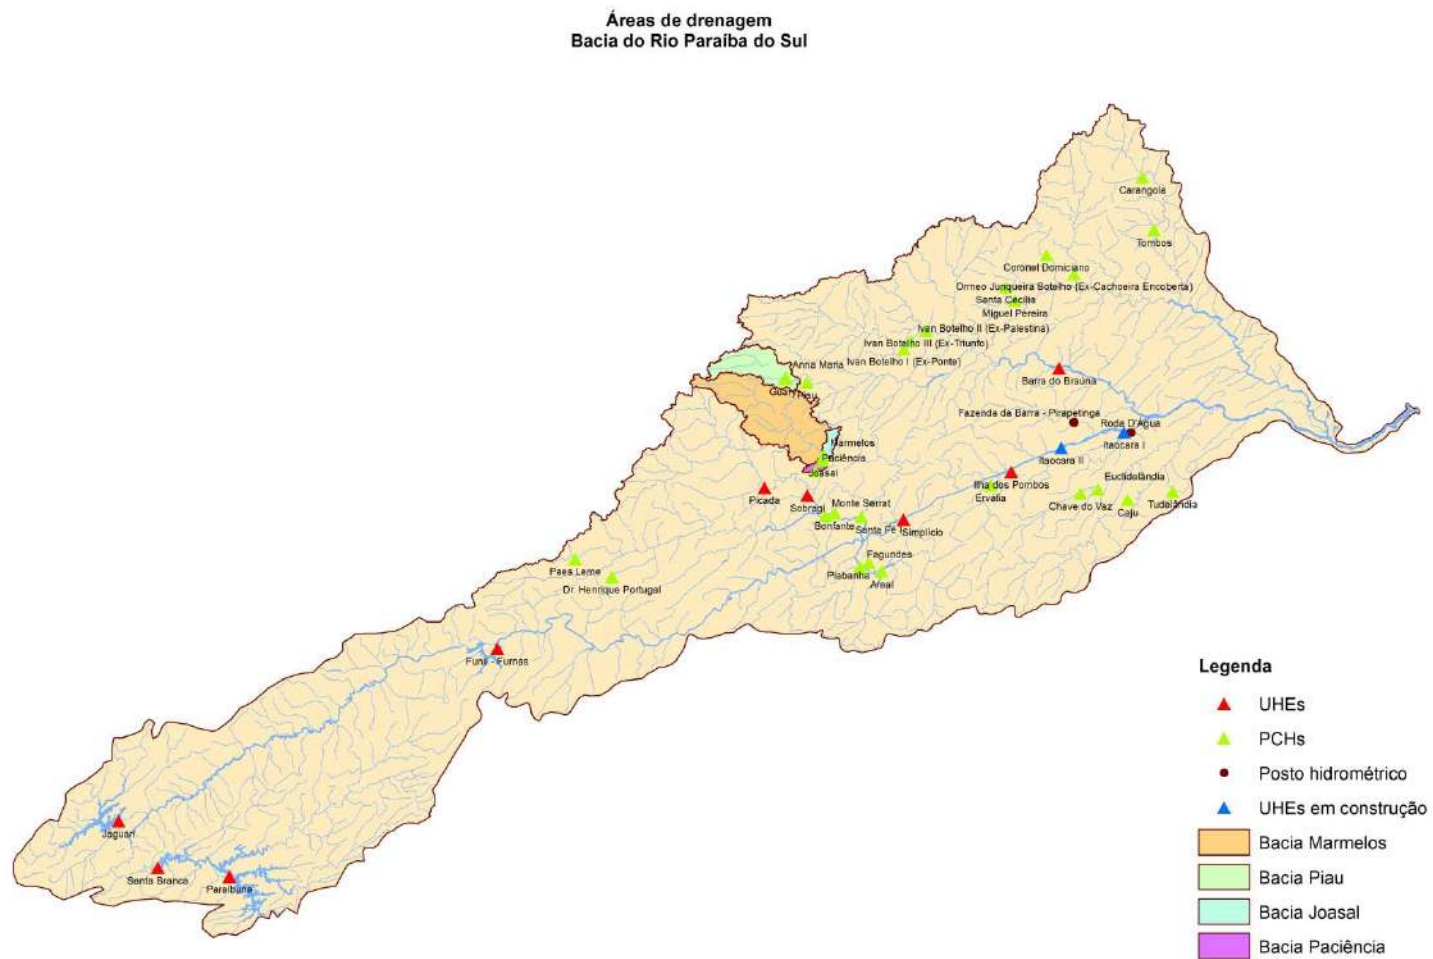 Áreas de drenagem
Bacia do Rio Paraíba do Sul
Carangola
Tombos
Coronel Domiciano
Ormeo Junqueira Botelho (Ex-Cachoeira Encoberta)
Santa Cecília
Miguel Pereira
Ivan Botelho II (Ex-Palestina)
Ivan Botelho III (Ex-Triunfo)
Ivan Botelho I (Ex-Ponte)
Anna Maria
Guary
Piau
Barra do Braúna
Fazenda da Barra - Pirapetinga
Roda D'Água
Itaocara I
Marmelos
Itaocara II
Paciência
Joasal
Euclidelândia
Ilha dos Pombos
Picada
Ervália
Sobragi
Monte Serrat
Chave do Vaz
Caju
Tudelândia
Bonfante
Santa Fé I
Simplício
Fagundes
Paes Leme
Piabanha
Areal
Dr. Henrique Portugal
Funil - Furnas
Legenda
UHEs
PCHs
Posto hidrométrico
UHEs em construção
Jaguari
Bacia Marmelos
Santa Branca
Paraibuna
Bacia Piau
Bacia Joasal
Bacia Paciência